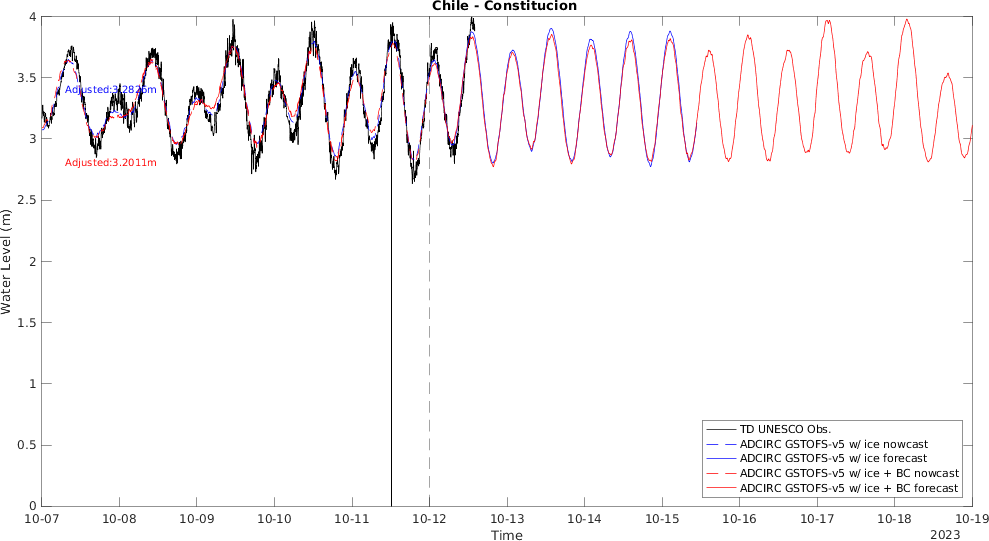 Chile - Constitucion
4
3.5
3
2.5
2
1.5
1
0.5
0
Water Level (m)
Adjusted:3.2826m
Adjusted:3.2011m
TD UNESCO Obs.
ADCIRC GSTOFS-v5 w/ ice nowcast
ADCIRC GSTOFS-v5 w/ ice forecast
ADCIRC GSTOFS-v5 w/ ice + BC nowcast
ADCIRC GSTOFS-v5 w/ ice + BC forecast
10-07 10-08 10-09 10-10 10-11 10-12 10-13 10-14 10-15 10-16 10-17 10-18 10-19
Time
2023